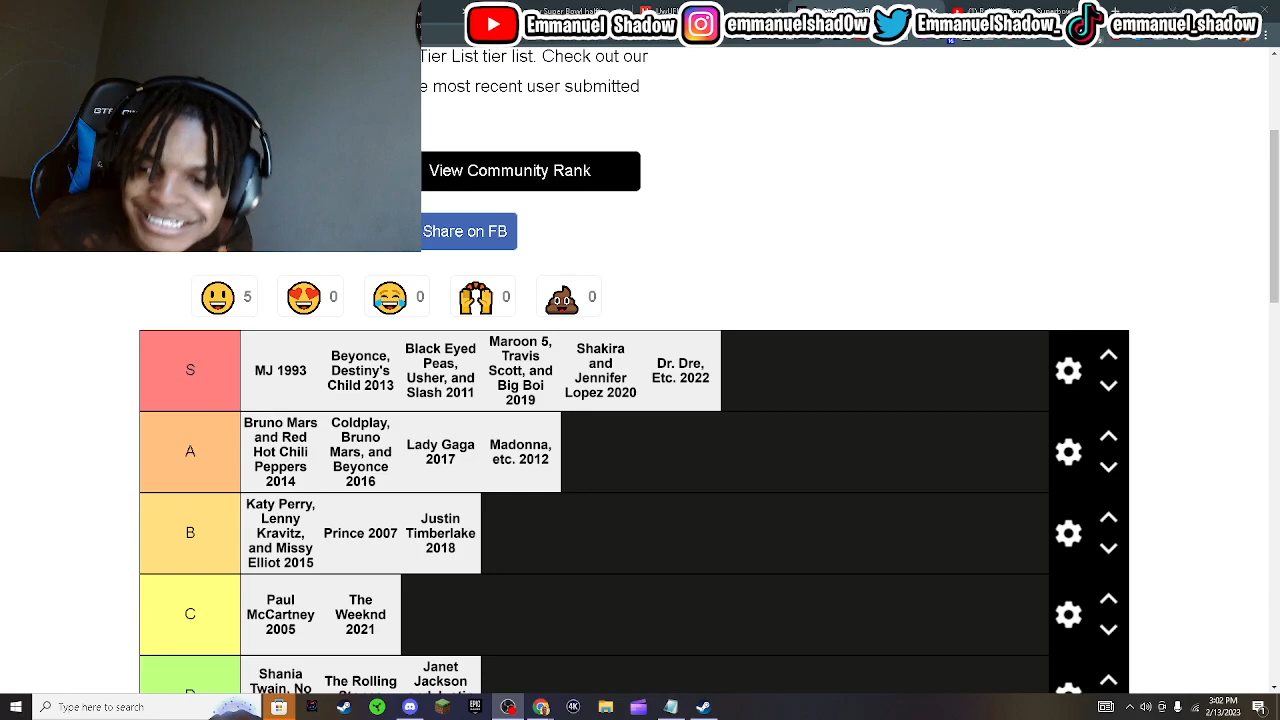 Emmanuel Shadow emmanuelshad0w EmmanuelShadow_ emmanuel_shadow
Tier List list. Check out our
e most recent user submitted
View Community Rank
Share on FB
5 0 0 0 0
S
MJ 1993
Beyonce,
Destiny's
Child 2013
Black Eyed
Peas,
Usher, and
Slash 2011
Maroon 5,
Travis
Scott, and
Big Boi
2019
Shakira
and
Jennifer
Lopez 2020
Dr. Dre,
Etc. 2022
A
Bruno Mars
and Red
Hot Chili
Peppers
2014
Coldplay,
Bruno
Mars, and
Beyonce
2016
Lady Gaga
2017
Madonna,
etc. 2012
B
Katy Perry,
Lenny
Kravitz,
and Missy
Elliot 2015
Prince 2007
Justin
Timberlake
2018
C
Paul
McCartney
2005
The
Weeknd
2021
D
Shania
Twain, No
The Rolling
Janet
Jackson
Type here to search
3:02 PM
2/13/2023